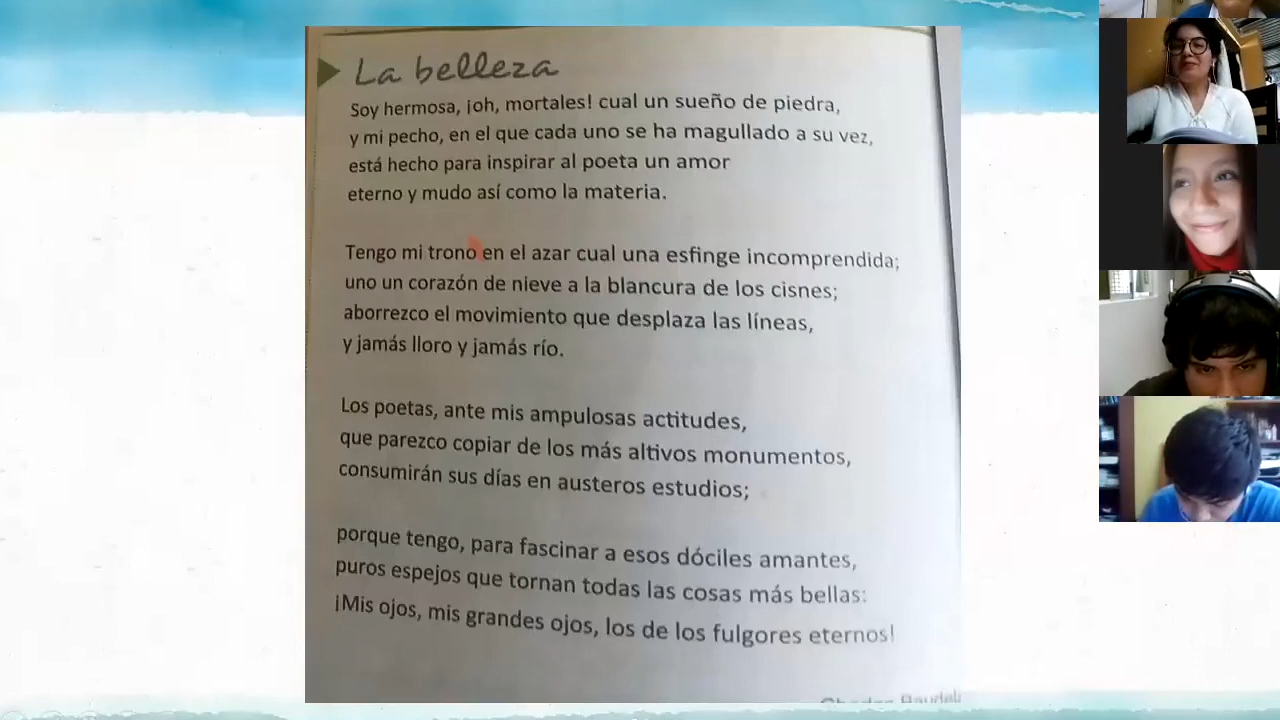 La belleza
Soy hermosa, ¡oh, mortales! cual un sueño de piedra,
y mi pecho, en el que cada uno se ha magullado a su vez,
está hecho para inspirar al poeta un amor
eterno y mudo así como la materia.
Tengo mi trono en el azar cual una esfinge incomprendida;
uno un corazón de nieve a la blancura de los cisnes;
aborrezco el movimiento que desplaza las líneas,
y jamás lloro y jamás río.
Los poetas, ante mis ampulosas actitudes,
que parezco copiar de los más altivos monumentos,
consumirán sus días en austeros estudios;
porque tengo, para fascinar a esos dóciles amantes,
puros espejos que tornan todas las cosas más bellas:
¡Mis ojos, mis grandes ojos, los de los fulgores eternos!